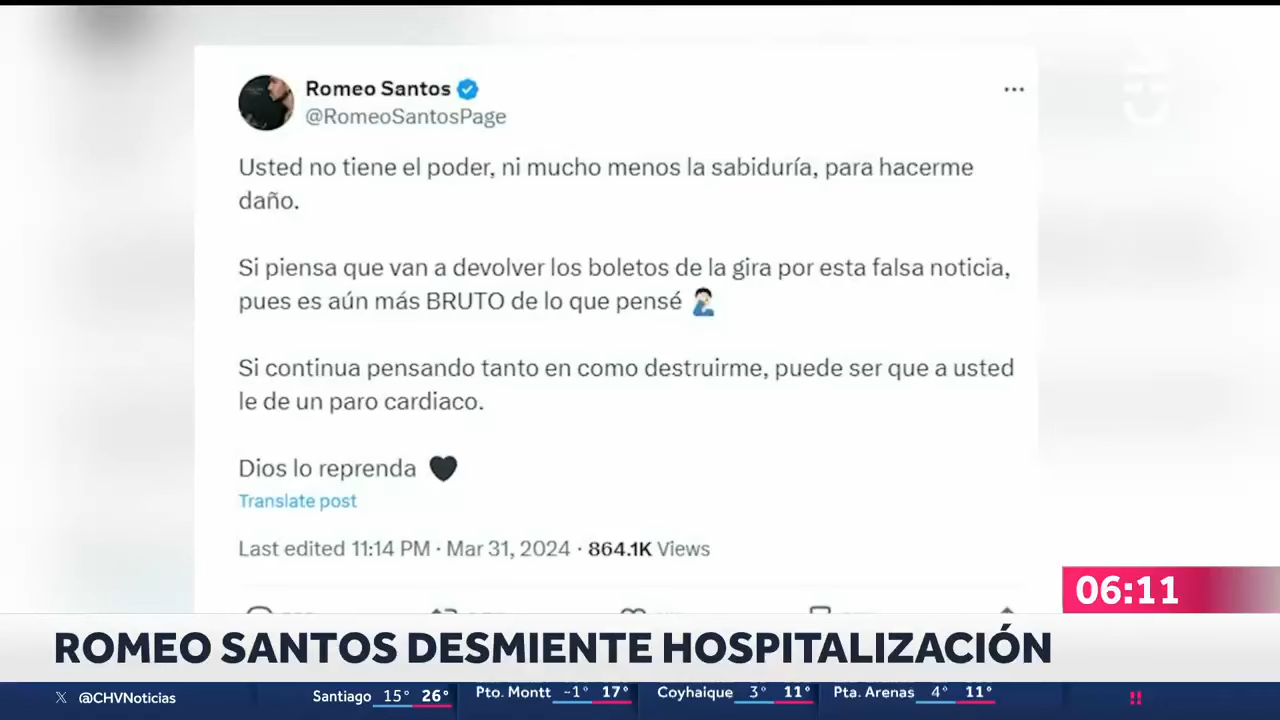 Romeo Santos
@RomeoSantosPage
Usted no tiene el poder, ni mucho menos la sabiduría, para hacerme
daño.
Si piensa que van a devolver los boletos de la gira por esta falsa noticia,
pues es aún más BRUTO de lo que pensé
Si continua pensando tanto en como destruirme, puede ser que a usted
le de un paro cardiaco.
Dios lo reprenda
Translate post
Last edited 11:14 PM · Mar 31, 2024 · 864.1K Views
06:11
ROMEO SANTOS DESMIENTE HOSPITALIZACIÓN
@CHVNoticias Santiago 15° 26° Pto. Montt -1° 17° Coyhaique 3° 11° Pta. Arenas 4° 11°